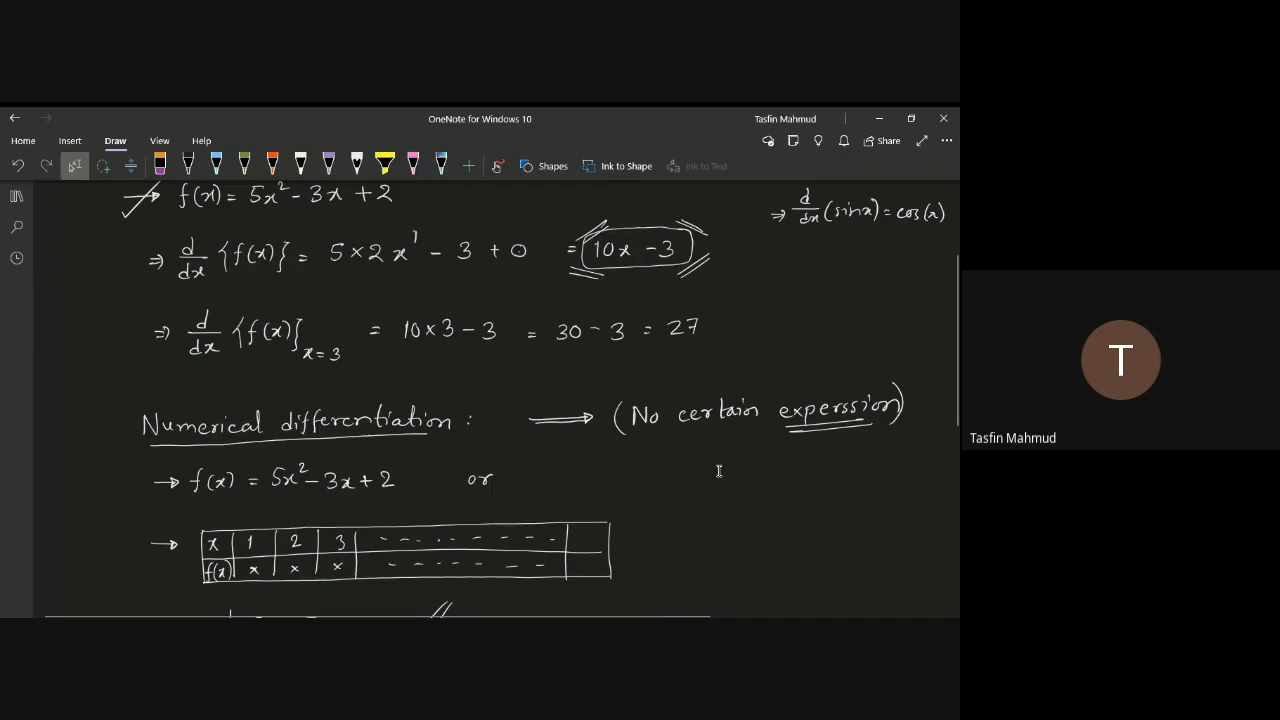 OneNote for Windows 10
Tasfin Mahmud
Home Insert Draw View Help
Share
Shapes Ink to Shape Ink to Text
→ f(x) = 5x² - 3x + 2
⇒ d/dx (sinx) = cos(x)
⇒ d/dx {f(x)} = 5×2 x¹ - 3 + 0 = 10x - 3
⇒ d/dx {f(x)} x=3 = 10×3 - 3 = 30 - 3 = 27
Numerical differentiation : ⟹ (No certain experssion)
→ f(x) = 5x² - 3x + 2 or
→ x 1 2 3 - - - - - - - -
f(x) x x x - - - - - - -
T
Tasfin Mahmud